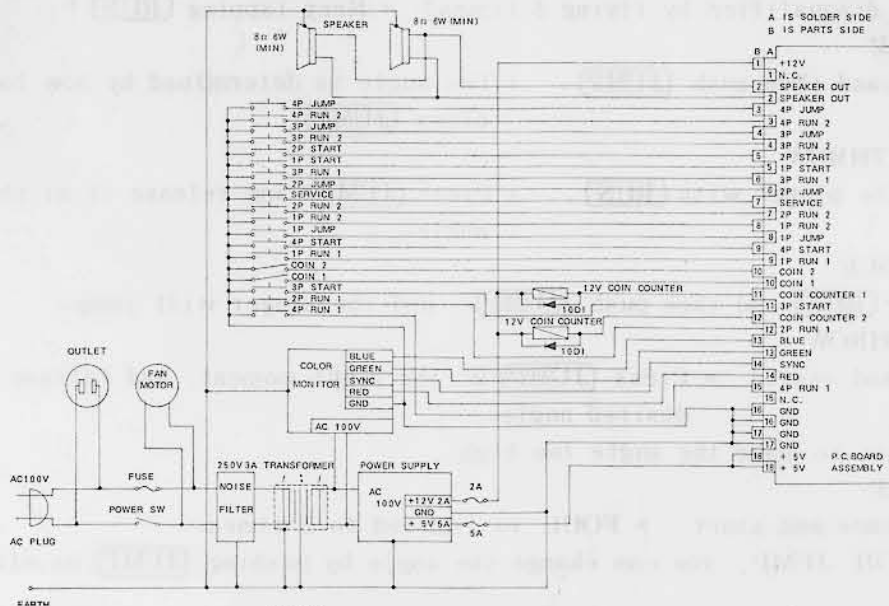 A IS SOLDER SIDE
B IS PARTS SIDE
SPEAKER
8Ω 6W (MIN)
8Ω 6W (MIN)
4P JUMP
4P RUN 2
3P JUMP
3P RUN 2
2P START
1P START
3P RUN 1
2P JUMP
SERVICE
2P RUN 2
1P RUN 2
1P JUMP
4P START
1P RUN 1
COIN 2
COIN 1
3P START
2P RUN 1
4P RUN 1
B A
1 +12V
1 N.C.
2 SPEAKER OUT
2 SPEAKER OUT
3 4P JUMP
3 4P RUN 2
4 3P JUMP
4 3P RUN 2
5 2P START
5 1P START
6 3P RUN 1
6 2P JUMP
7 SERVICE
7 2P RUN 2
8 1P RUN 2
8 1P JUMP
9 4P START
9 1P RUN 1
10 COIN 2
10 COIN 1
11 COIN COUNTER 1
11 3P START
12 COIN COUNTER 2
12 2P RUN 1
13 BLUE
13 GREEN
14 SYNC
14 RED
15 4P RUN 1
15 N.C.
16 GND
16 GND
17 GND
17 GND
18 + 5V
18 + 5V
P.C.BOARD
ASSEMBLY
12V COIN COUNTER
10D1
12V COIN COUNTER
10D1
OUTLET
FAN
MOTOR
COLOR
MONITOR
BLUE
GREEN
SYNC
RED
GND
AC 100V
AC100V
AC PLUG
FUSE
POWER SW
250V 3A
NOISE
FILTER
TRANSFORMER
POWER SUPPLY
AC
100V
+12V 2A
GND
+ 5V 5A
2A
5A
EARTH